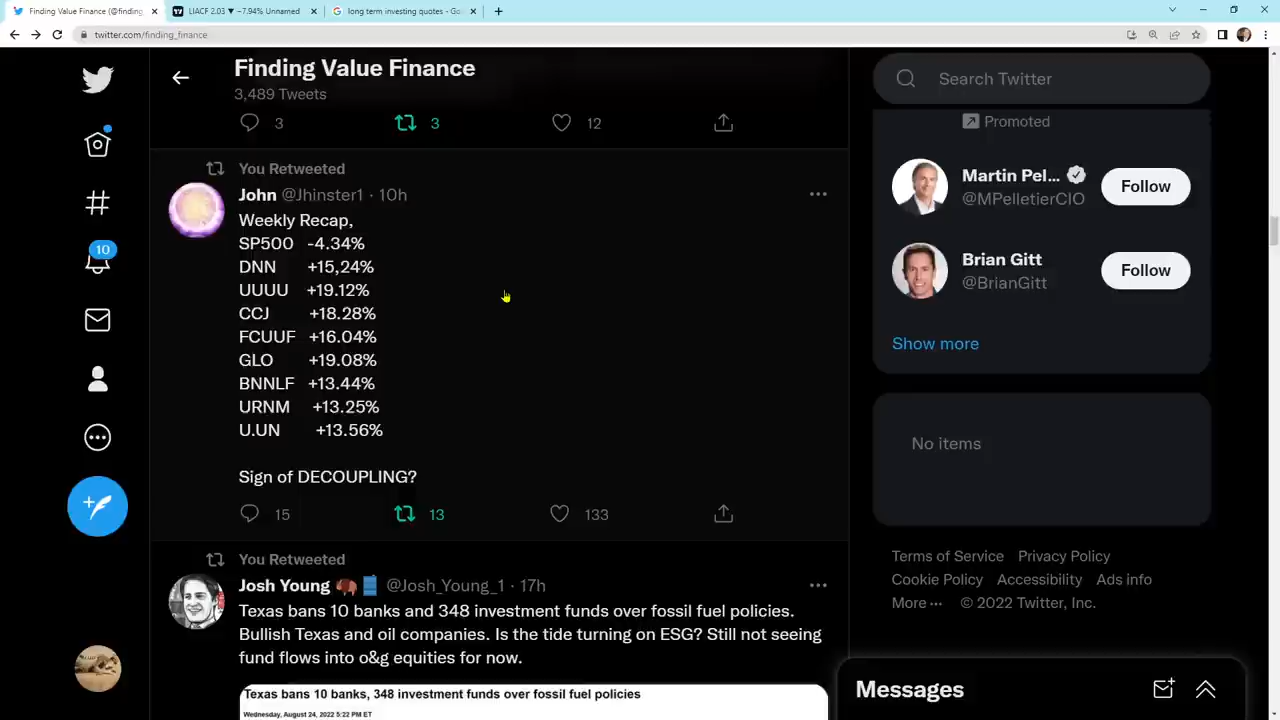 Finding Value Finance (@finding_
LIACF 2.03 ▼ −7.94% Unnamed
long term investing quotes - Go
twitter.com/finding_finance
Finding Value Finance
3,489 Tweets
3
3
12
You Retweeted
John @Jhinster1 · 10h
Weekly Recap,
SP500 -4.34%
DNN +15,24%
UUUU +19.12%
CCJ +18.28%
FCUUF +16.04%
GLO +19.08%
BNNLF +13.44%
URNM +13.25%
U.UN +13.56%
Sign of DECOUPLING?
15
13
133
You Retweeted
Josh Young @Josh_Young_1 · 17h
Texas bans 10 banks and 348 investment funds over fossil fuel policies.
Bullish Texas and oil companies. Is the tide turning on ESG? Still not seeing
fund flows into o&g equities for now.
Texas bans 10 banks, 348 investment funds over fossil fuel policies
Wednesday, August 24, 2022 5:22 PM ET
10
Search Twitter
Promoted
Martin Pel...
@MPelletierCIO
Follow
Brian Gitt
@BrianGitt
Follow
Show more
No items
Terms of Service Privacy Policy
Cookie Policy Accessibility Ads info
More ··· © 2022 Twitter, Inc.
Messages